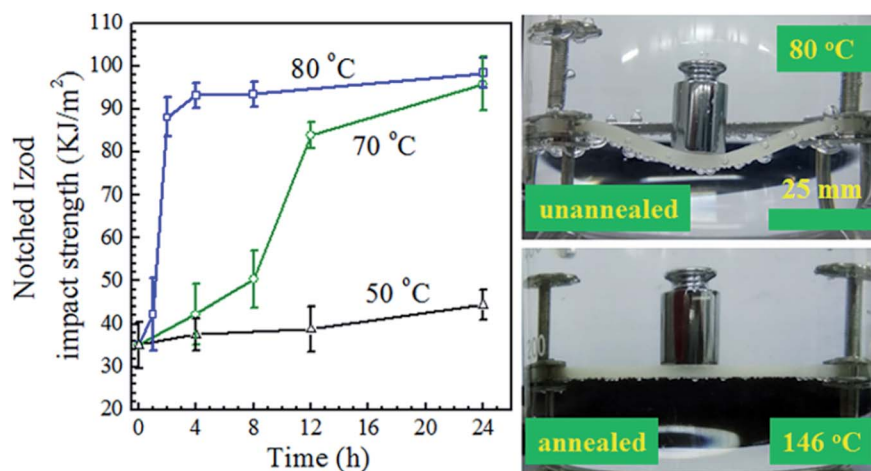 Notched Izod
impact strength (KJ/m²)
110
100
90
80
70
60
50
40
30
20
80 °C
70 °C
50 °C
0
4
8
12
16
20
24
Time (h)
80 °C
unannealed
25 mm
200
annealed
146 °C